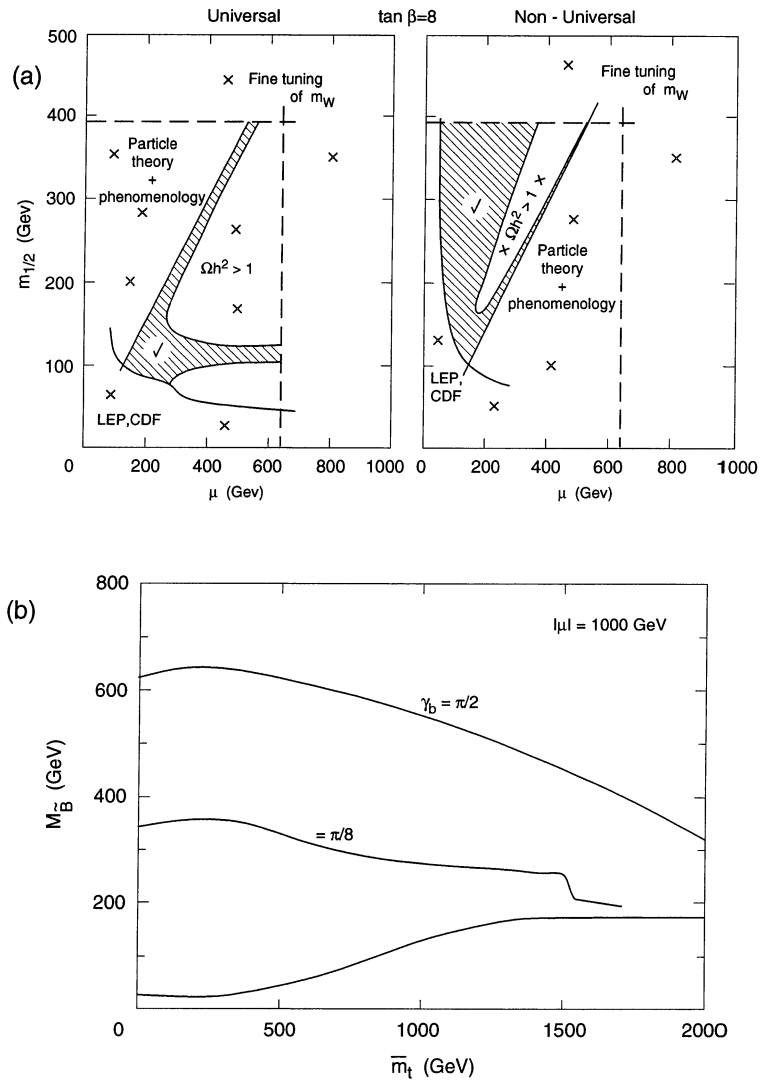 Universal tan β=8 Non - Universal
(a)
500
400
300
200
100
0
m1/2 (Gev)
Fine tuning
of mW
Particle
theory
+
phenomenology
Ωh² > 1
✓
LEP,CDF
200 400 600 800 1000
μ (Gev)
Fine tuning
of mW
✓
Ωh² > 1
Particle
theory
+
phenomenology
LEP,
CDF
0 200 400 600 800 1000
μ (Gev)
(b)
800
600
400
200
0
MB̃ (GeV)
|μ| = 1000 GeV
γb = π/2
= π/8
500 1000 1500 2000
m̅t (GeV)